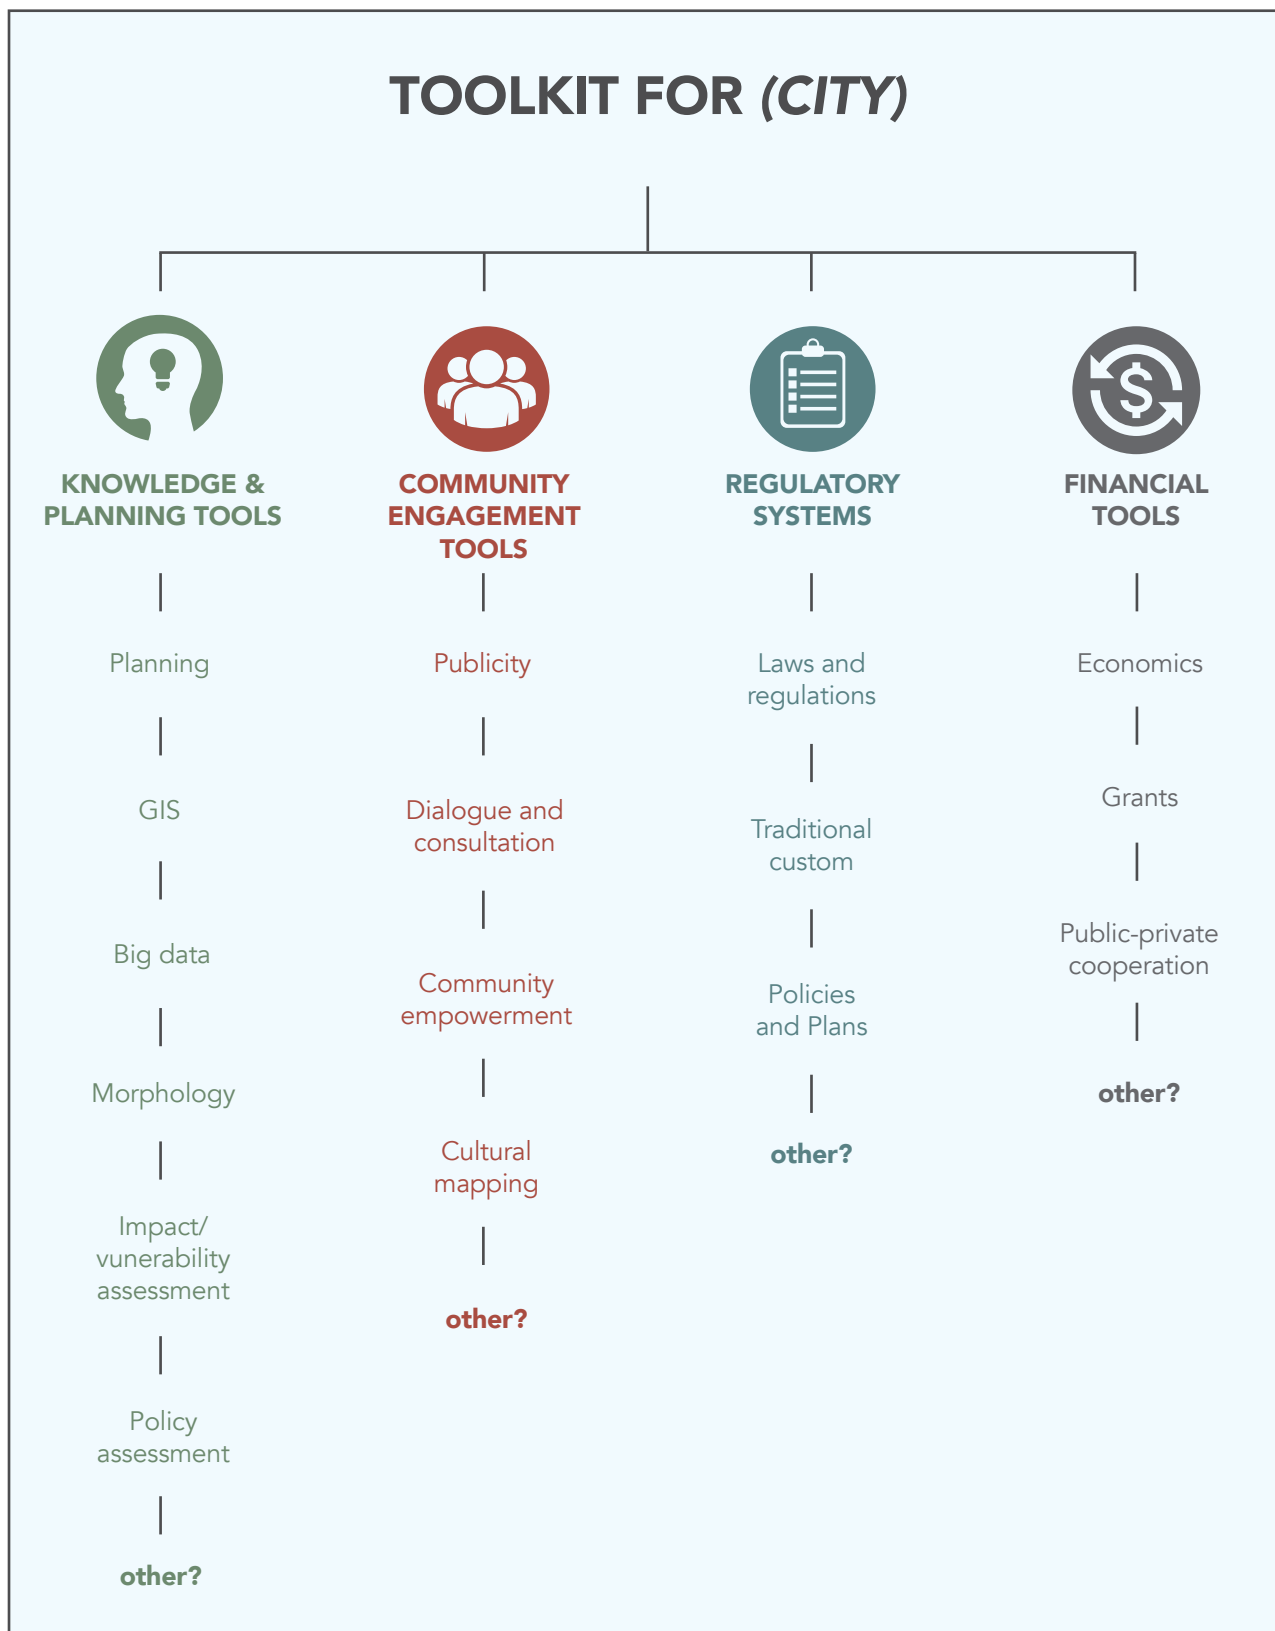 TOOLKIT FOR (CITY)
KNOWLEDGE &
PLANNING TOOLS
Planning
GIS
Big data
Morphology
Impact/
vunerability
assessment
Policy
assessment
other?
COMMUNITY
ENGAGEMENT
TOOLS
Publicity
Dialogue and
consultation
Community
empowerment
Cultural
mapping
other?
REGULATORY
SYSTEMS
Laws and
regulations
Traditional
custom
Policies
and Plans
other?
$
FINANCIAL
TOOLS
Economics
Grants
Public-private
cooperation
other?